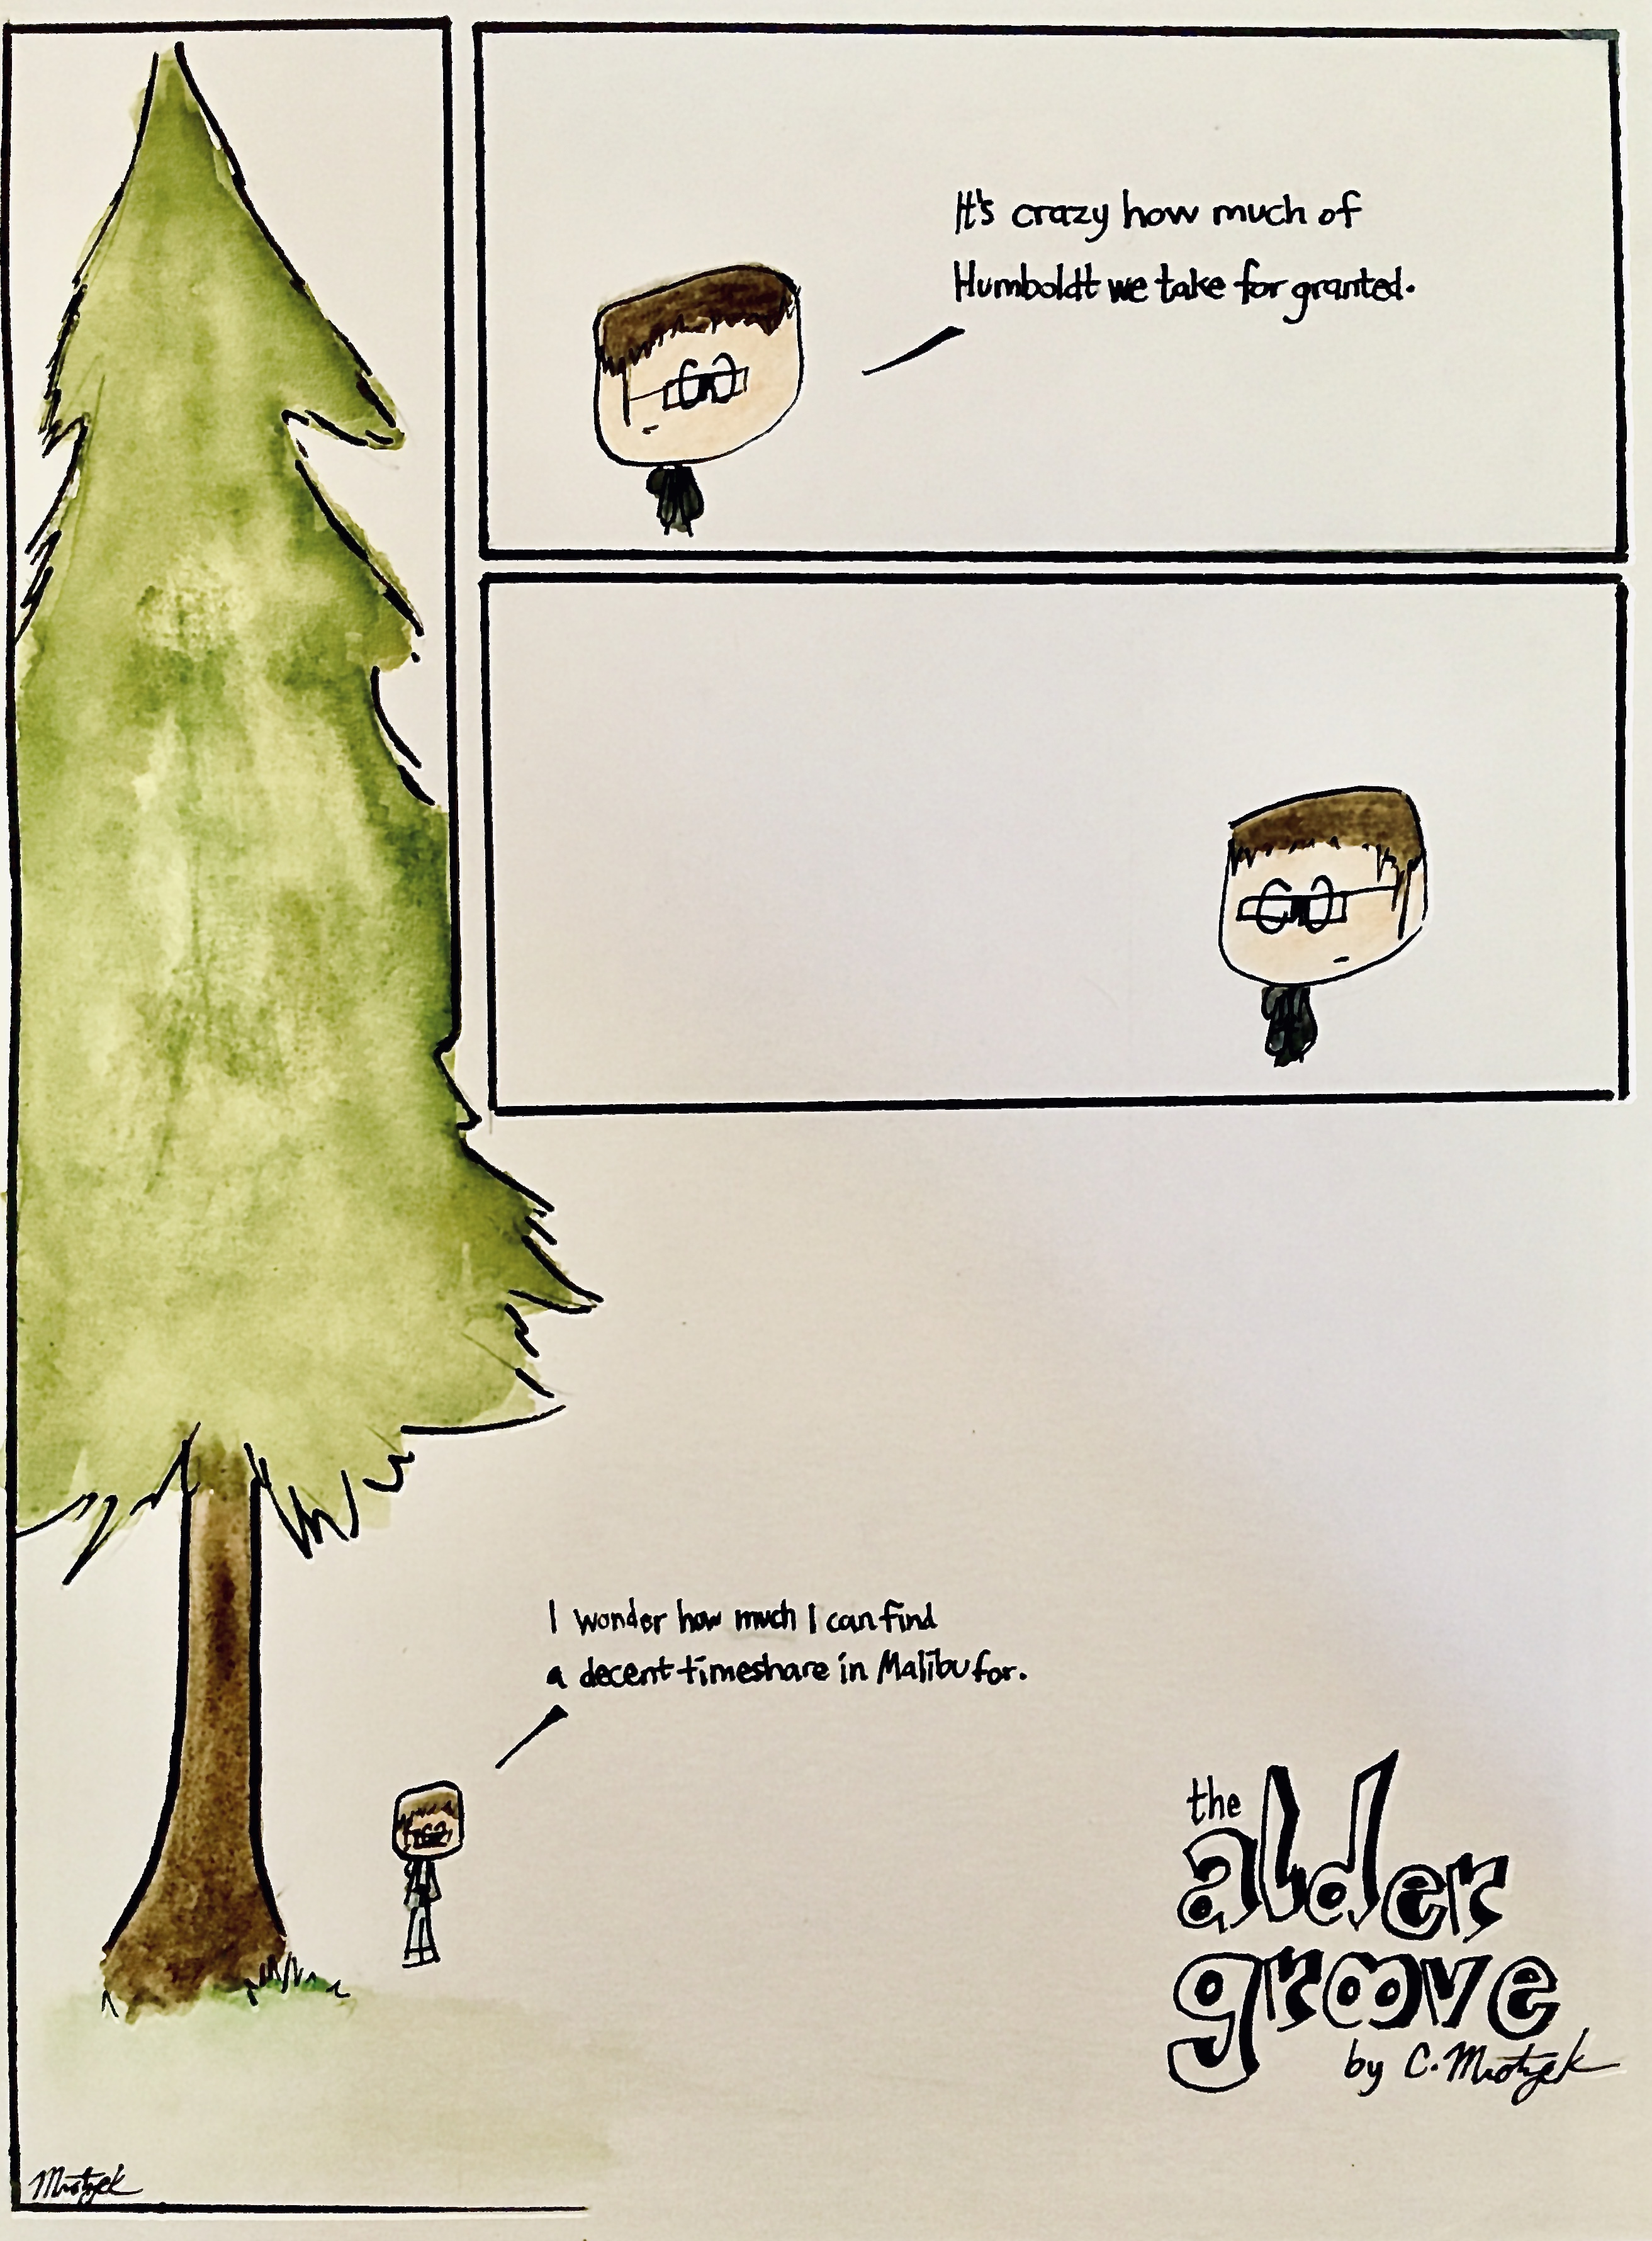 It's crazy how much of
Humboldt we take for granted.
I wonder how much I can find
a decent timeshare in Malibu for.
the
alder
groove
by C. Mrotzek
Mrotzek